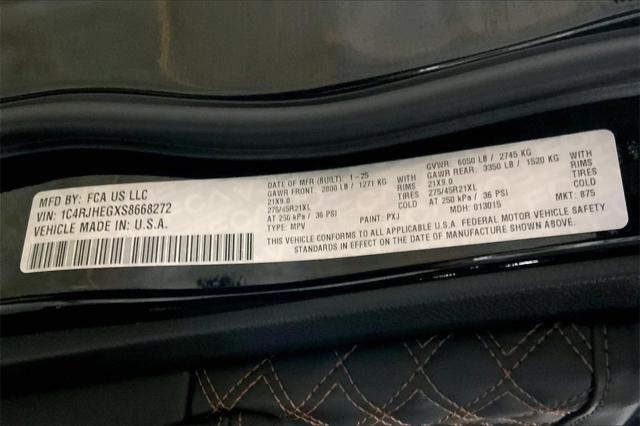 MFD BY: FCA US LLC
VIN: 1C4RJHEGXS8668272
VEHICLE MADE IN: U.S.A.
DATE OF MFR (BUILT): 1-25
GAWR FRONT: 2800 LB / 1271 KG WITH
21X9.0 RIMS
275/45R21XL TIRES
AT 250 kPa / 36 PSI COLD
TYPE: MPV PAINT: PXJ
GVWR: 6050 LB / 2745 KG
GAWR REAR: 3350 LB / 1520 KG WITH
21X9.0 RIMS
275/45R21XL TIRES
AT 250 kPa / 36 PSI COLD
MDH: 013015 MKT: 875
THIS VEHICLE CONFORMS TO ALL APPLICABLE U.S.A. FEDERAL MOTOR VEHICLE SAFETY
STANDARDS IN EFFECT ON THE DATE OF MANUFACTURE SHOWN ABOVE.